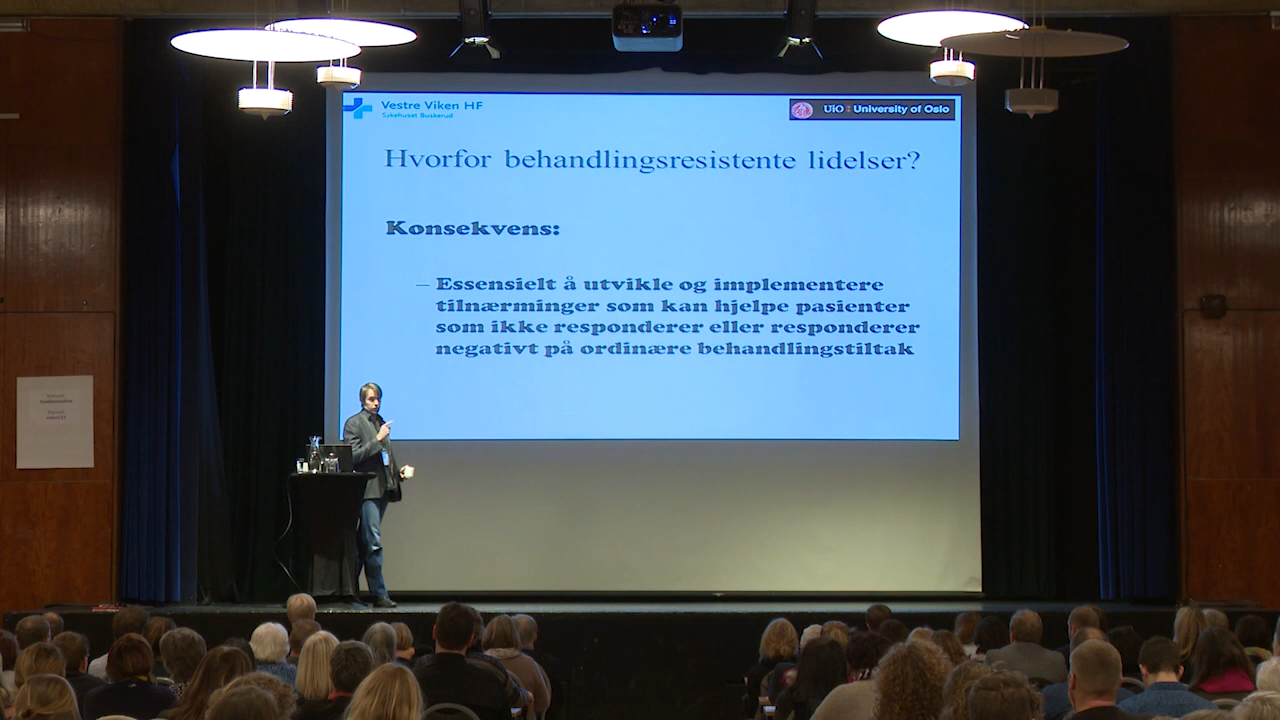 Vestre Viken HF
Sykehuset Buskerud
UiO University of Oslo
Hvorfor behandlingsresistente lidelser?
Konsekvens:
– Essensielt å utvikle og implementere
tilnærminger som kan hjelpe pasienter
som ikke responderer eller responderer
negativt på ordinære behandlingstiltak